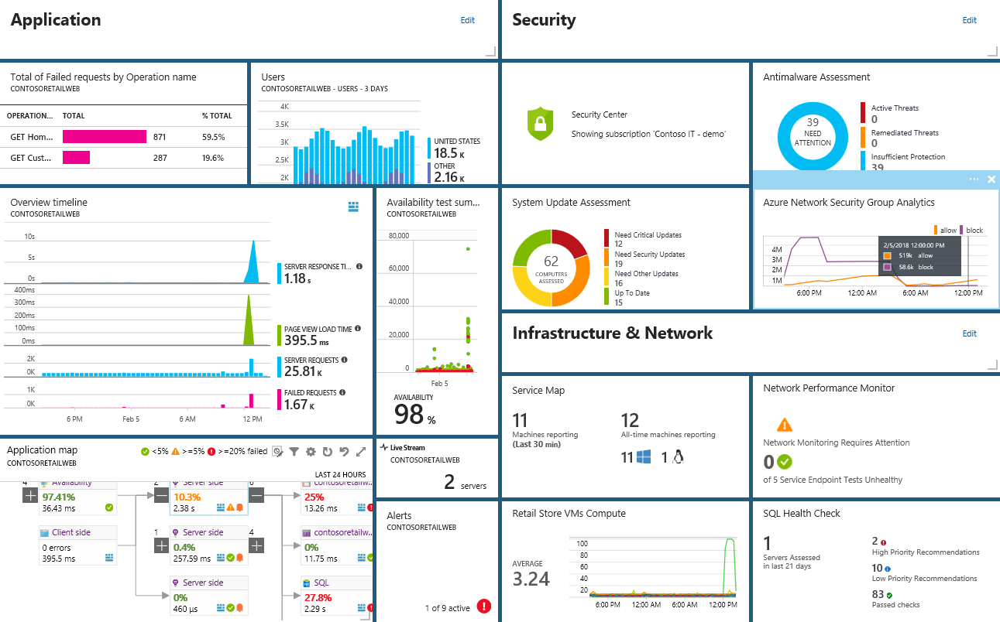 Application
Edit
Total of Failed requests by Operation name
CONTOSORETAILWEB
OPERATION... TOTAL % TOTAL
GET Hom... 871 59.5%
GET Cust... 287 19.6%
Users
CONTOSORETAILWEB - USERS - 3 DAYS
4K
3.5K
3K
2.5K
2K
UNITED STATES
18.5 K
OTHER
2.16 K
Overview timeline
CONTOSORETAILWEB
10s
5s
0s
SERVER RESPONSE TI...
1.18 s
400ms
300ms
200ms
100ms
0ms
PAGE VIEW LOAD TIME
395.5 ms
2K
0K
SERVER REQUESTS
25.81 K
1K
0K
FAILED REQUESTS
1.67 K
6 PM Feb 5 6 AM 12 PM
Availability test sum...
CONTOSORETAILWEB
80,000
60,000
40,000
20,000
0
Feb 5
AVAILABILITY
98 %
Application map
CONTOSORETAILWEB
<5% >=5% >=20% failed
LAST 24 HOURS
4
Availability
97.41%
36.43 ms
Client side
0 errors
395.5 ms
2
Server side
10.3%
2.38 s
6
1
Server side
0.4%
257.59 ms
4
Server side
0%
460 µs
contosoretailw...
25%
13.26 ms
contosoretailw...
0%
11.75 ms
SQL
27.8%
2.29 s
Live Stream
CONTOSORETAILWEB
2 servers
Alerts
CONTOSORETAILWEB
1 of 9 active
Security
Edit
Security Center
Showing subscription 'Contoso IT - demo'
Antimalware Assessment
39
NEED
ATTENTION
Active Threats
0
Remediated Threats
0
Insufficient Protection
39
System Update Assessment
62
COMPUTERS
ASSESSED
Need Critical Updates
12
Need Security Updates
19
Need Other Updates
16
Up To Date
15
Azure Network Security Group Analytics
allow block
4M
3M
2M
1M
2/5/2018 12:00:00 PM
519k allow
58.6k block
6:00 PM 12:00 AM 6:00 AM 12:00 PM
Infrastructure & Network
Edit
Service Map
11
Machines reporting
(Last 30 min)
12
All-time machines reporting
11 1
Network Performance Monitor
Network Monitoring Requires Attention
0
of 5 Service Endpoint Tests Unhealthy
Retail Store VMs Compute
AVERAGE
3.24
100
80
60
40
20
6:00 PM 12:00 AM 6:00 AM 12:00 PM
SQL Health Check
1
Servers Assessed
in last 21 days
2
High Priority Recommendations
10
Low Priority Recommendations
83
Passed checks